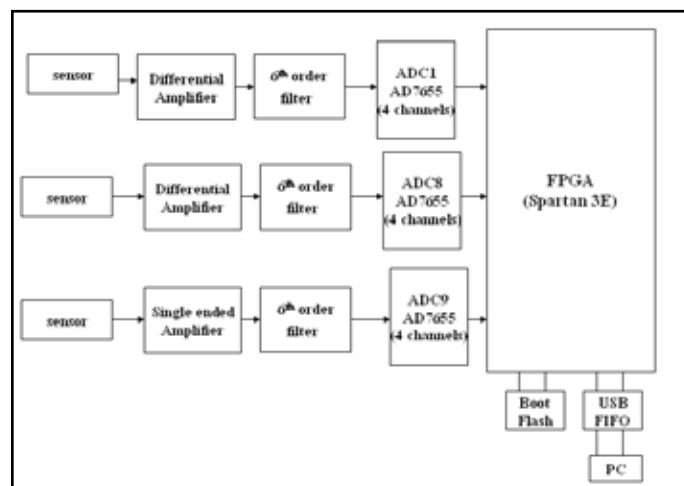 sensor
Differential
Amplifier
6th order
filter
ADC1
AD7655
(4 channels)
FPGA
(Spartan 3E)
sensor
Differential
Amplifier
6th order
filter
ADC8
AD7655
(4 channels)
sensor
Single ended
Amplifier
6th order
filter
ADC9
AD7655
(4 channels)
Boot
Flash
USB
FIFO
PC